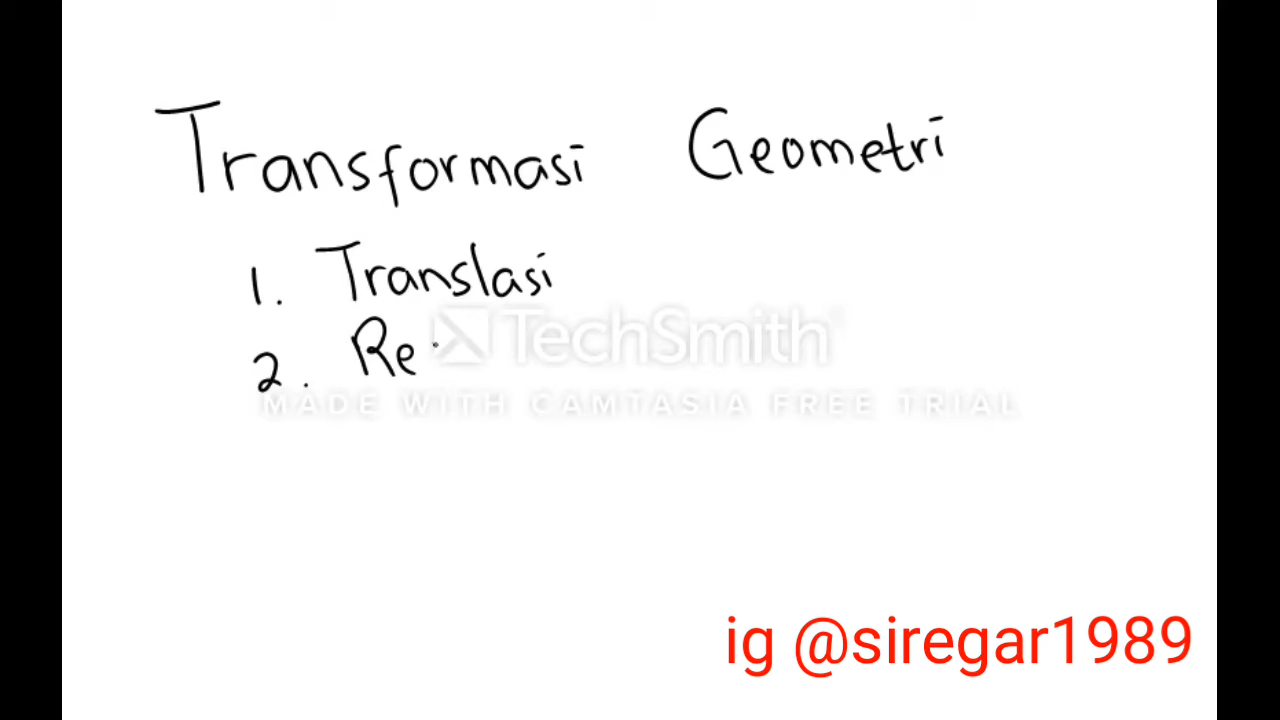 Transformasi Geometri
1. Translasi
2. Re
TechSmith
MADE WITH CAMTASIA FREE TRIAL
ig @siregar1989